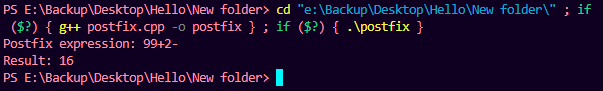 PS E:\Backup\Desktop\Hello\New folder> cd "e:\Backup\Desktop\Hello\New folder\" ; if
($?) { g++ postfix.cpp -o postfix } ; if ($?) { .\postfix }
Postfix expression: 99+2-
Result: 16
PS E:\Backup\Desktop\Hello\New folder>